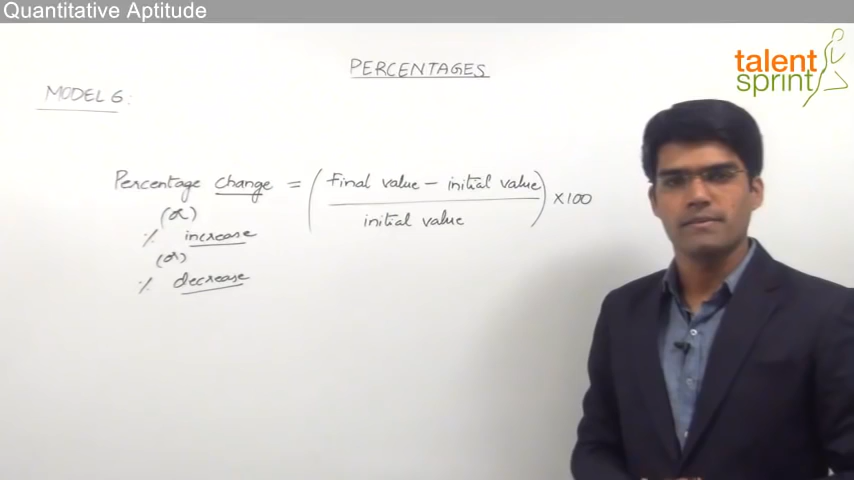 Quantitative Aptitude
talent
sprint
PERCENTAGES
MODEL 6:
Percentage change = (final value - initial value / initial value) × 100
(or)
% increase
(or)
% decrease